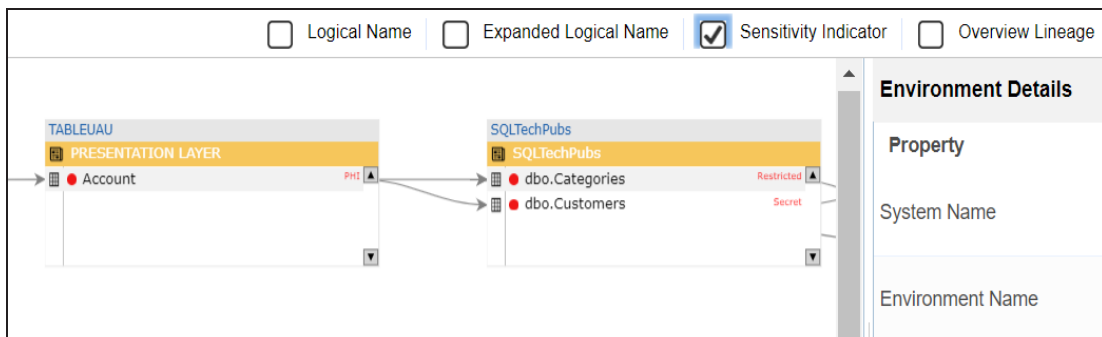 Logical Name Expanded Logical Name Sensitivity Indicator Overview Lineage
TABLEUAU
PRESENTATION LAYER
Account PHI
SQLTechPubs
SQLTechPubs
dbo.Categories Restricted
dbo.Customers Secret
Environment Details
Property
System Name
Environment Name